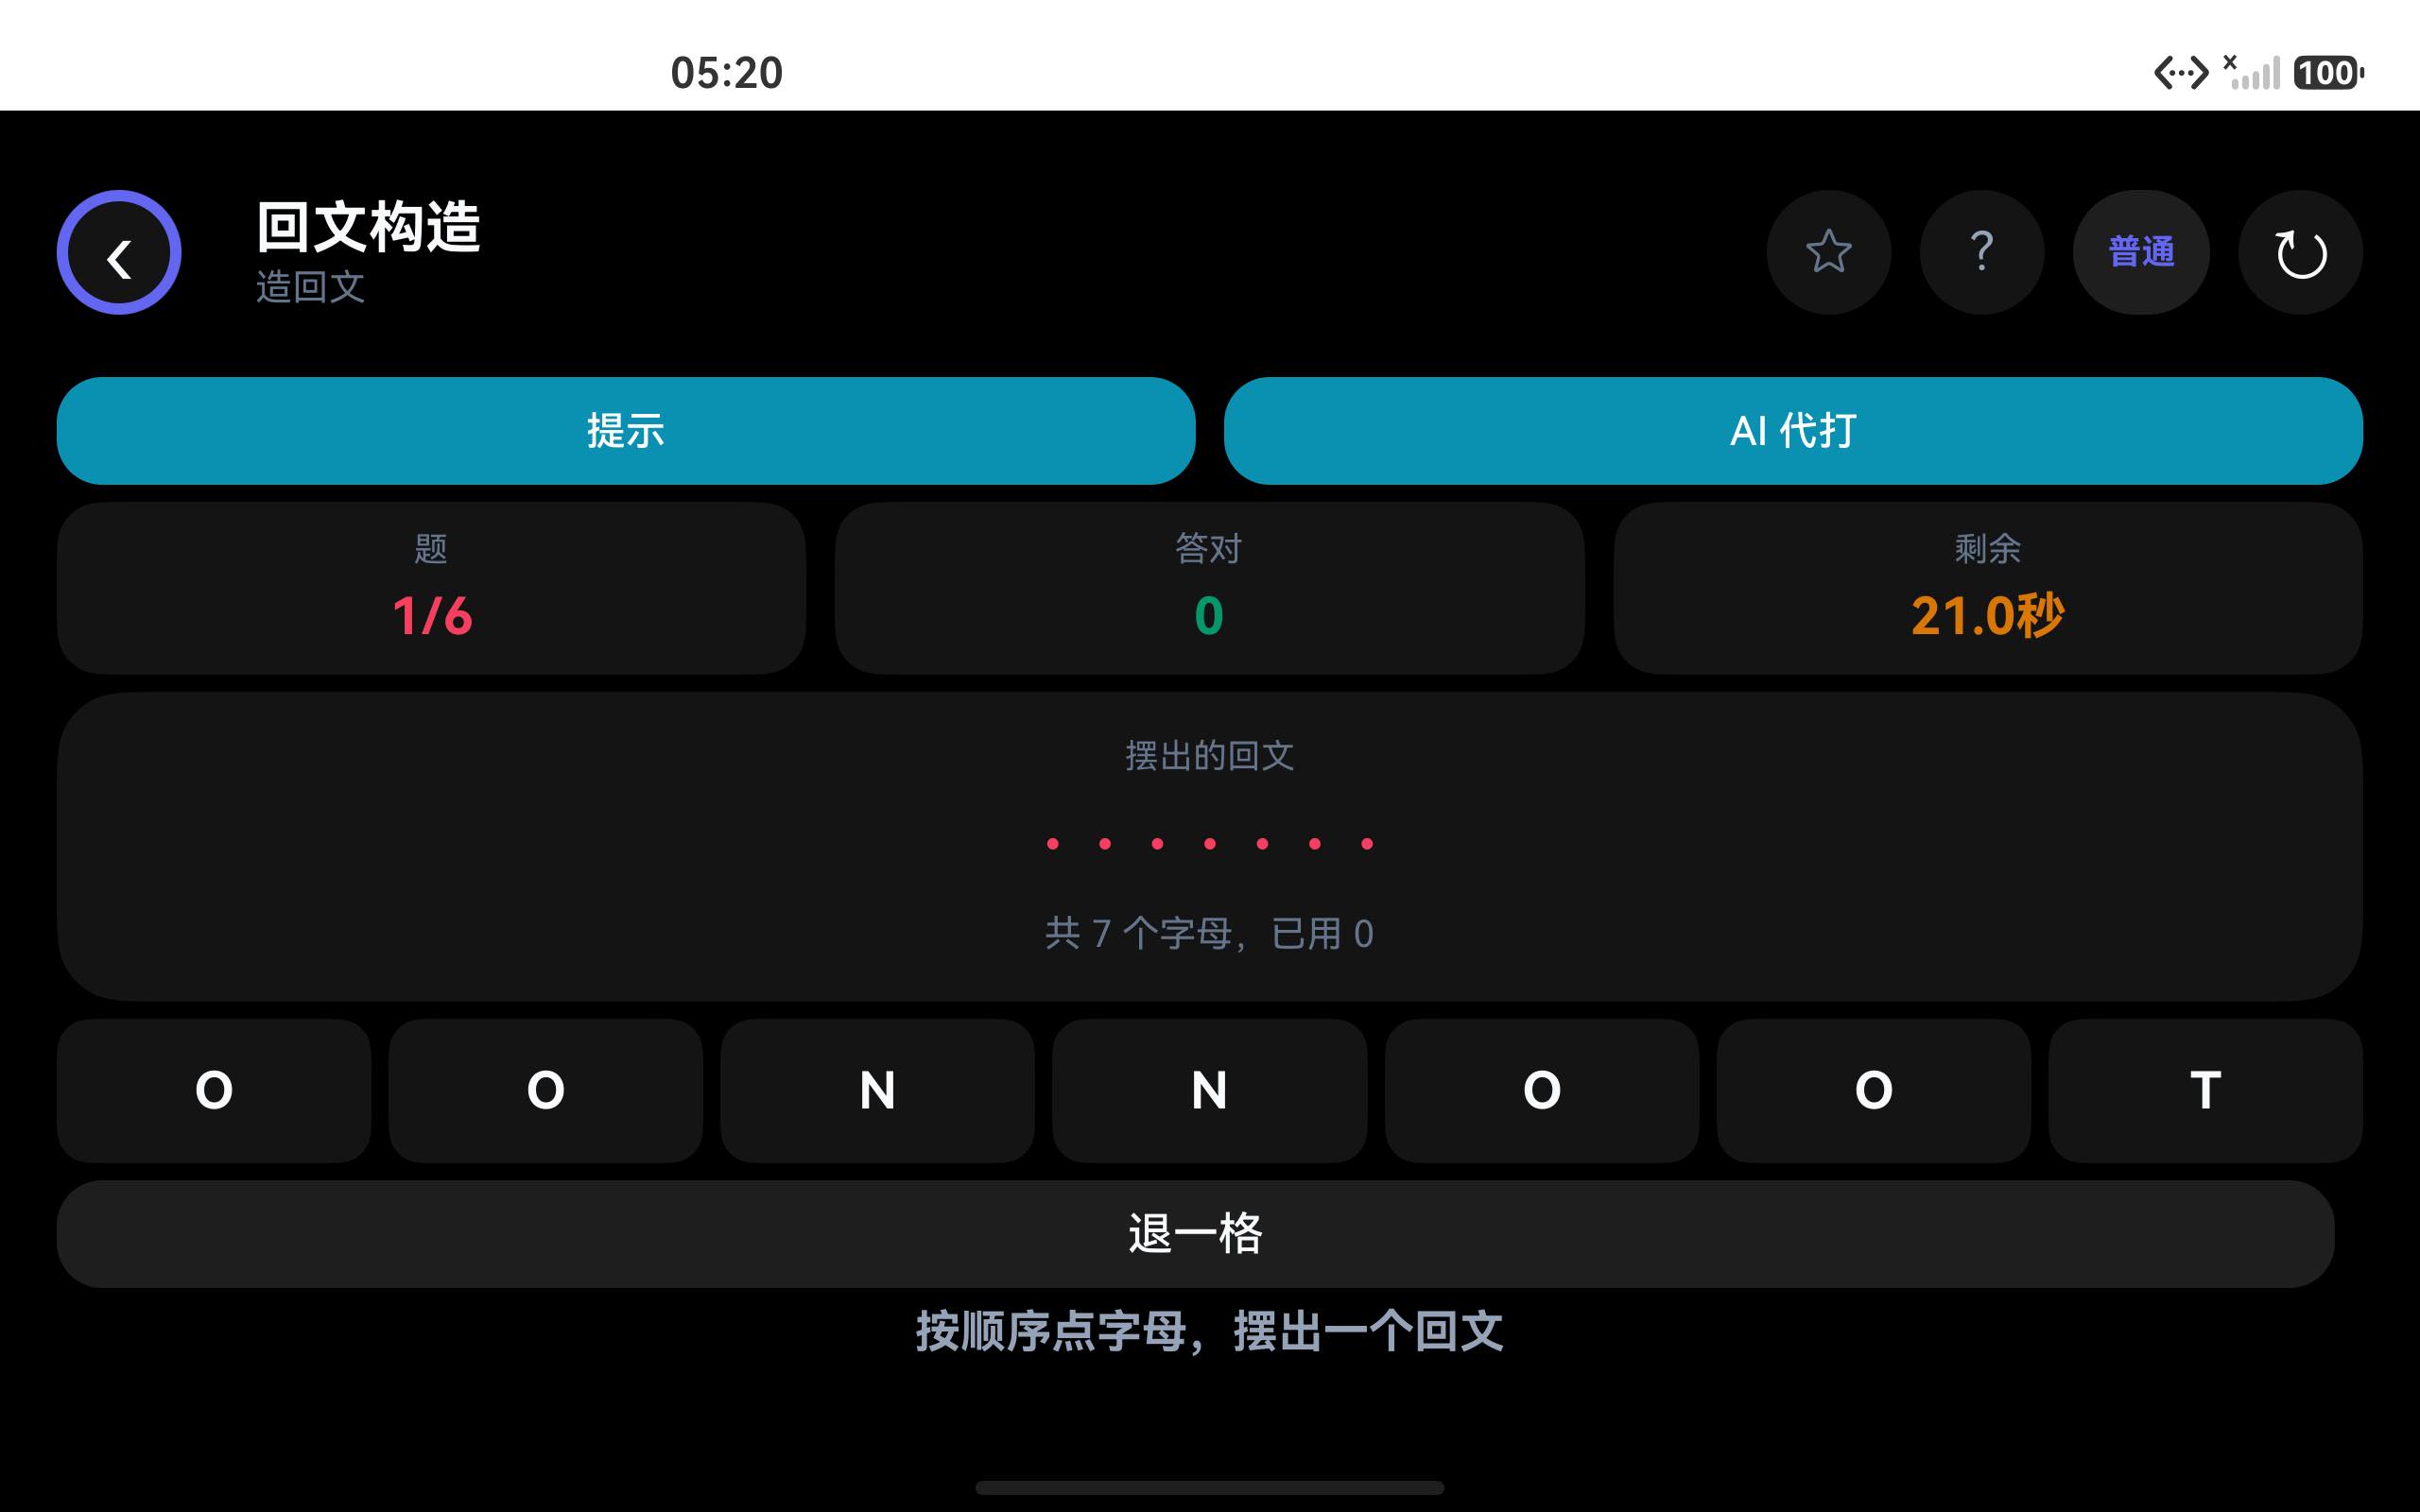 05:20
100
回文构造
造回文
?
普通
提示
AI 代打
题
答对
剩余
1/6
0
21.0秒
摆出的回文
· · · · · · ·
共 7 个字母，已用 0
O O N N O O T
退一格
按顺序点字母，摆出一个回文